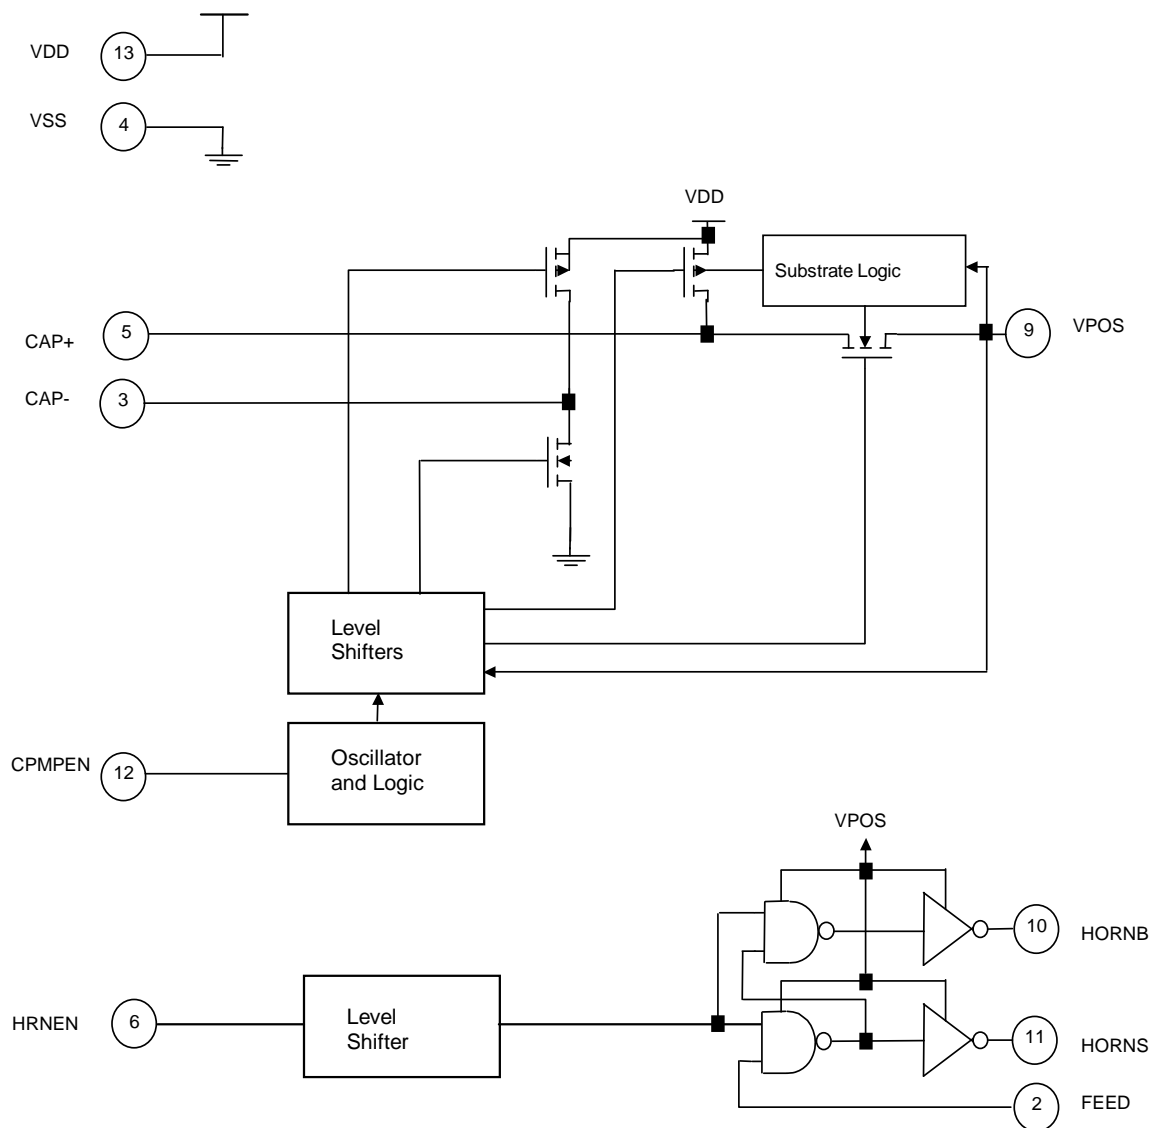 VDD
13
VSS
4
VDD
Substrate Logic
CAP+
5
9
VPOS
CAP-
3
Level
Shifters
CPMPEN
12
Oscillator
and Logic
VPOS
10
HORNB
HRNEN
6
Level
Shifter
11
HORNS
2
FEED